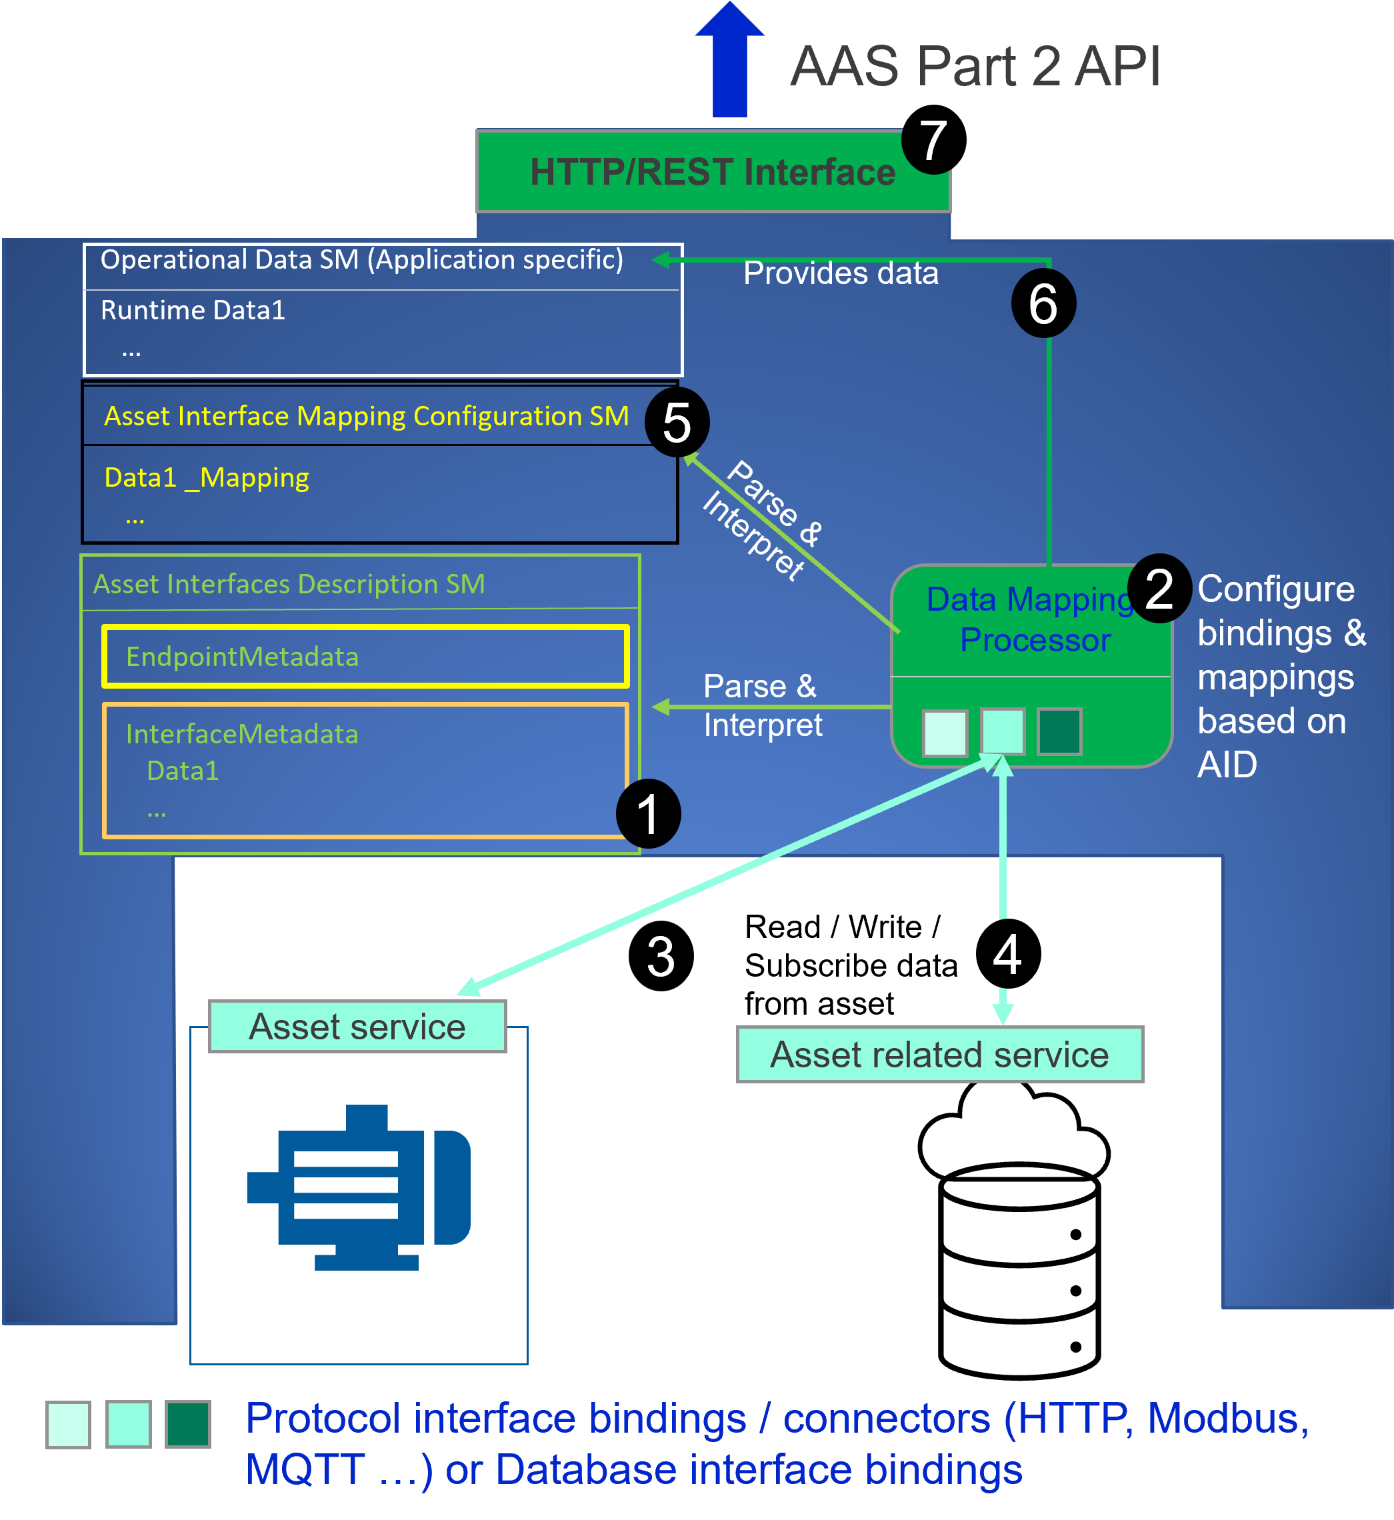 AAS Part 2 API
HTTP/REST Interface
7
Operational Data SM (Application specific)
Runtime Data1
...
Provides data
6
Asset Interface Mapping Configuration SM
5
Data1 _Mapping
...
Parse &
Interpret
Asset Interfaces Description SM
EndpointMetadata
InterfaceMetadata
Data1
...
1
Parse &
Interpret
Data Mapping
Processor
2
Configure
bindings &
mappings
based on
AID
3
Read / Write /
Subscribe data
from asset
4
Asset service
Asset related service
Protocol interface bindings / connectors (HTTP, Modbus,
MQTT …) or Database interface bindings